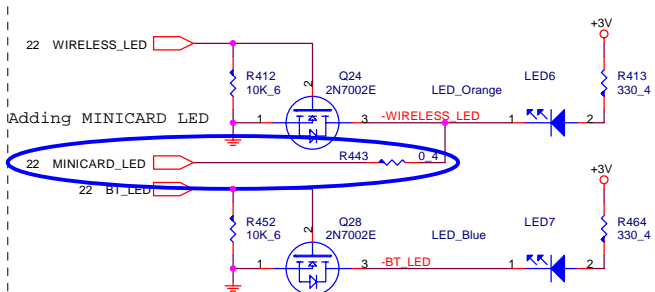 +3V
22 WIRELESS_LED
R412
10K_6
2
Q24
2N7002E
LED_Orange
LED6
R413
330_4
Adding MINICARD LED
1
3
-WIRELESS_LED
1
2
22 MINICARD_LED
R443
0_4
+3V
22 BT_LED
R452
10K_6
2
Q28
2N7002E
LED_Blue
LED7
R464
330_4
1
3
-BT_LED
1
2